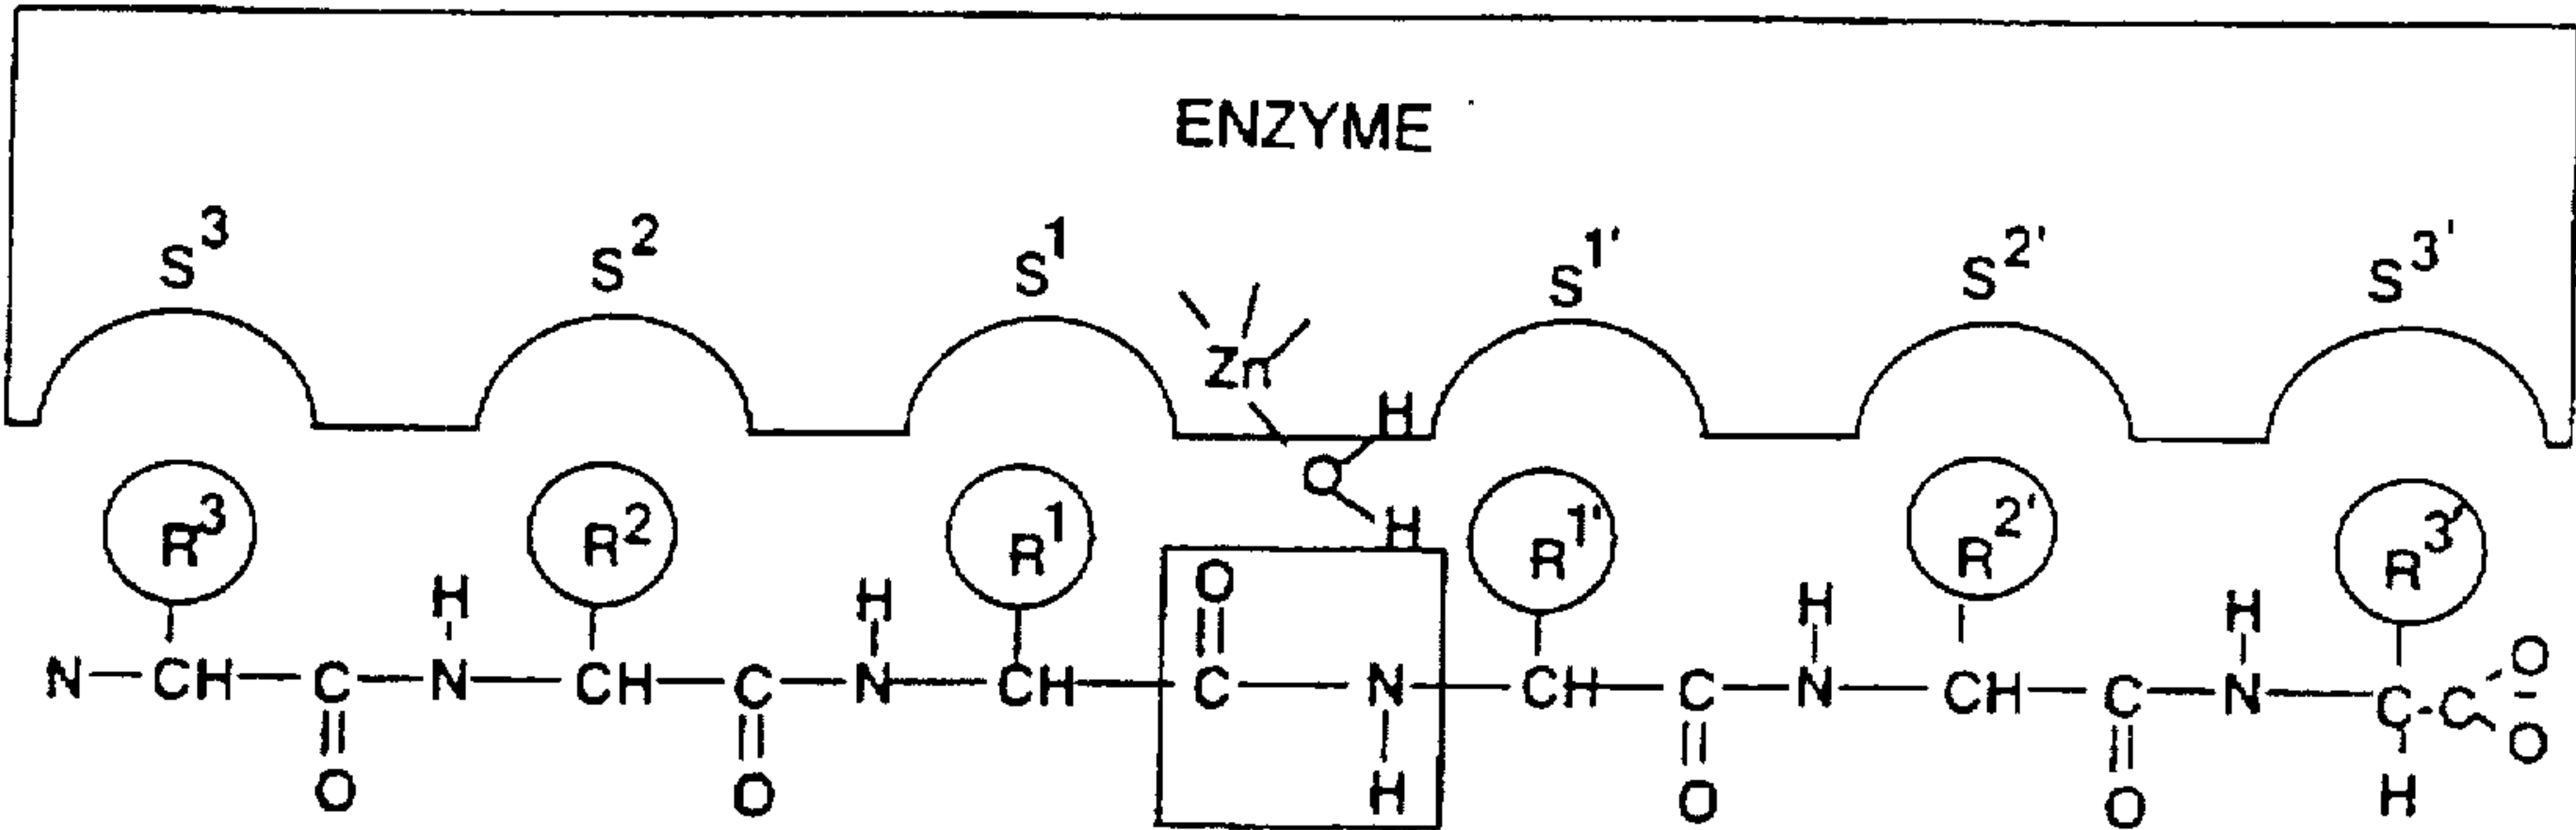 ENZYME
S³ S² S¹ S¹' S²' S³'
Zn
H
O
H
R³ R² R¹ R¹' R²' R³'
H H O H H O
N—CH—C—N—CH—C—N—CH—C—N—CH—C—N—CH—C—N—C-C
O O H O O H O